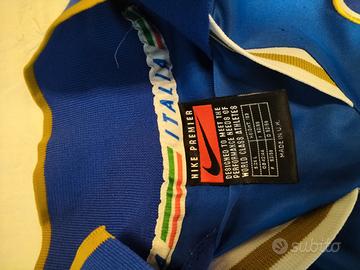 ITALIA
NIKE PREMIER
DESIGNED TO MEET THE
PERFORMANCE NEEDS OF
WORLD CLASS ATHLETES
MADE IN U.K.
subito